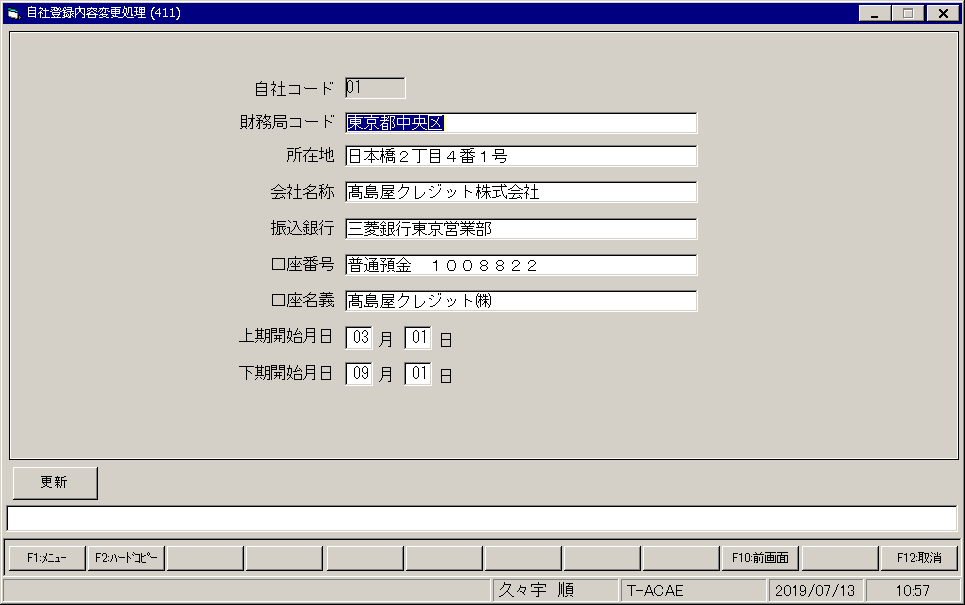 自社登録内容変更処理 (411)
自社コード 01
財務局コード 東京都中央区
所在地 日本橋２丁目４番１号
会社名称 髙島屋クレジット株式会社
振込銀行 三菱銀行東京営業部
口座番号 普通預金　１００８８２２
口座名義 髙島屋クレジット㈱
上期開始月日 03 月 01 日
下期開始月日 09 月 01 日
更新
F1:ﾒﾆｭｰ F2:ﾊｰﾄﾞｺﾋﾟｰ F10:前画面 F12:取消
久々宇　順 T-ACAE 2019/07/13 10:57